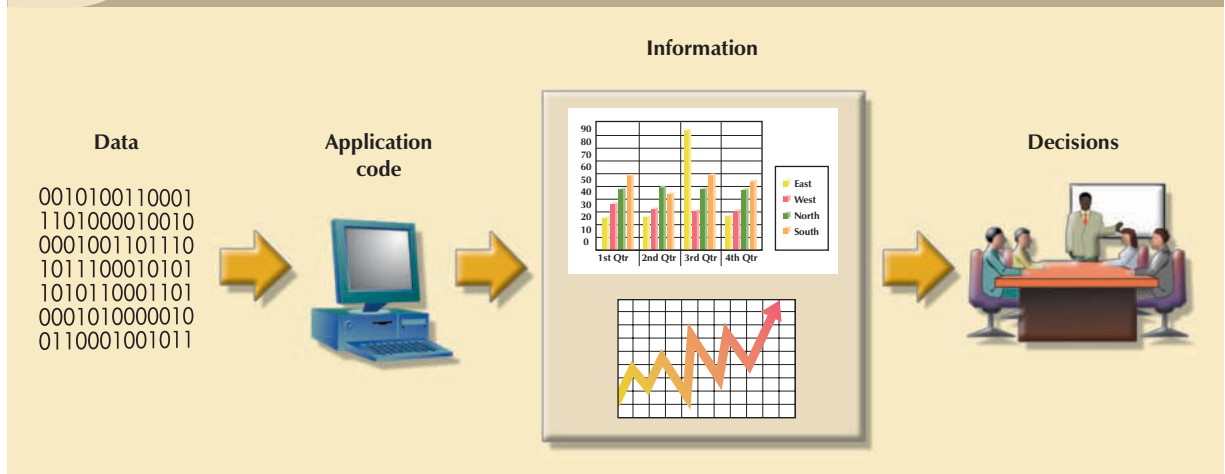 Information
Data
0010100110001
1101000010010
0001001101110
1011100010101
1010110001101
0001010000010
0110001001011
Application
code
90
80
70
60
50
40
30
20
10
0
1st Qtr
2nd Qtr
3rd Qtr
4th Qtr
East
West
North
South
Decisions